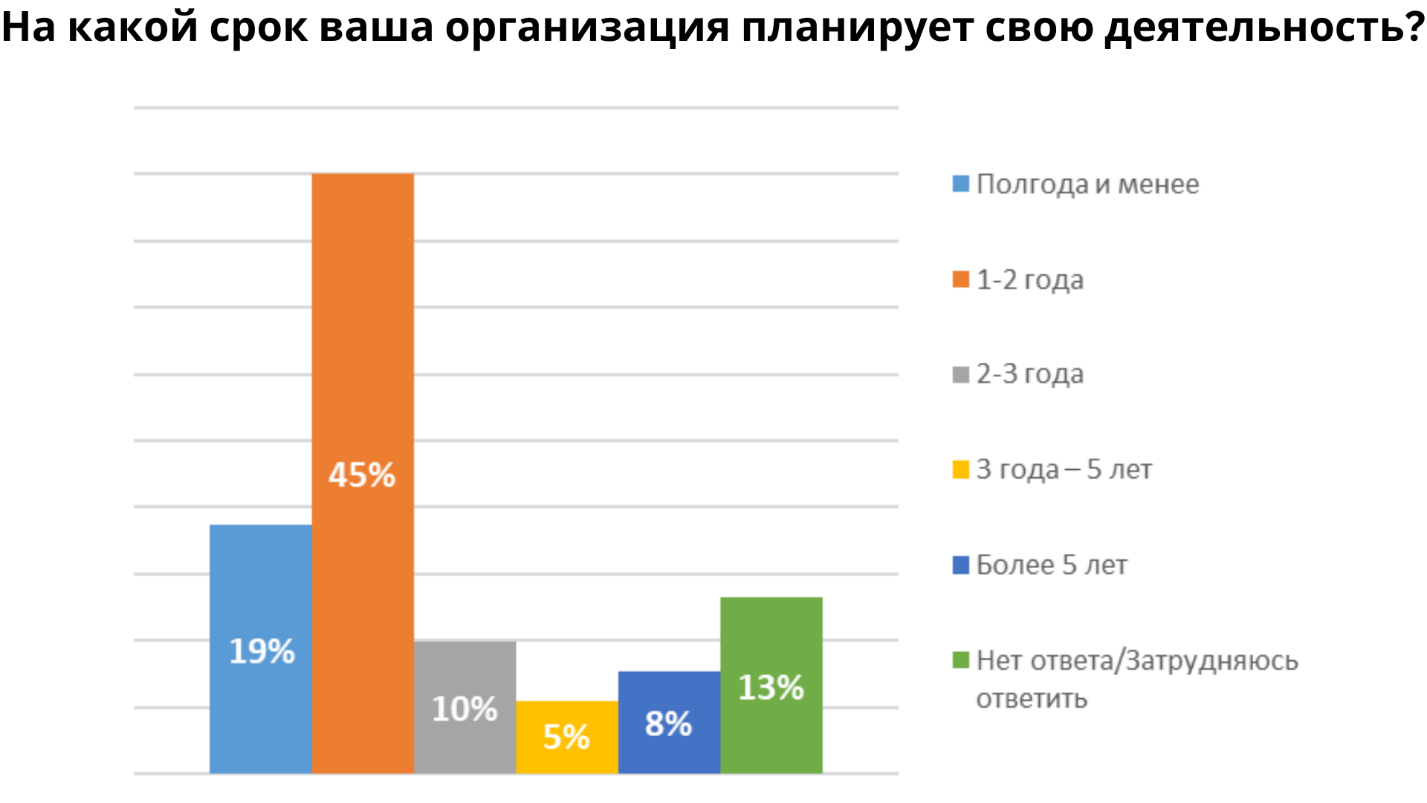 На какой срок ваша организация планирует свою деятельность?
19%
45%
10%
5%
8%
13%
Полгода и менее
1-2 года
2-3 года
3 года – 5 лет
Более 5 лет
Нет ответа/Затрудняюсь
ответить